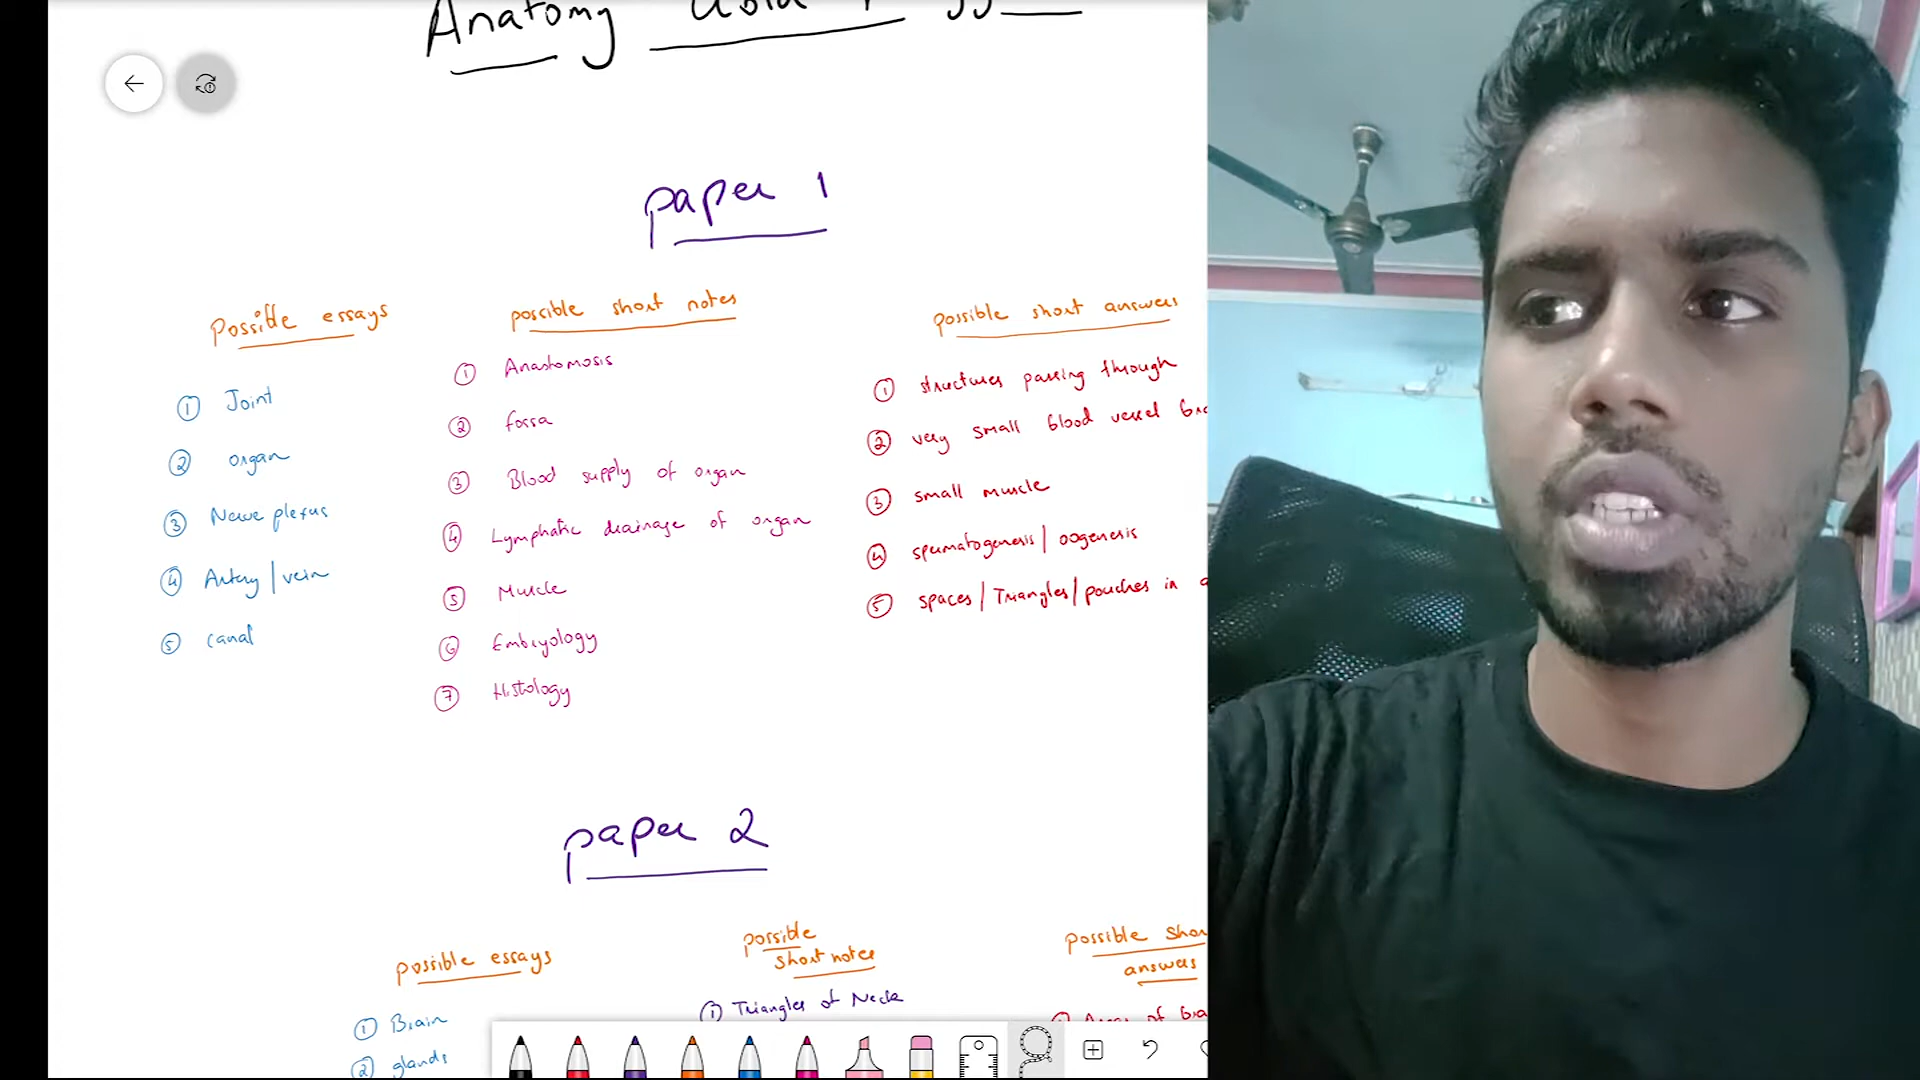 Anatomy
paper 1
possible essays
① Joint
② organ
③ Nerve plexus
④ Artery / vein
⑤ canal
possible short notes
① Anastomosis
② fossa
③ Blood supply of organ
④ Lymphatic drainage of organ
⑤ Muscle
⑥ Embryology
⑦ Histology
possible short answers
① structures passing through
② very small blood vessel
③ small muscle
④ spermatogenesis / oogenesis
⑤ spaces / Triangles / pouches in
paper 2
possible essays
① Brain
② glands
possible
short notes
① Triangles of Neck
possible
answers
of